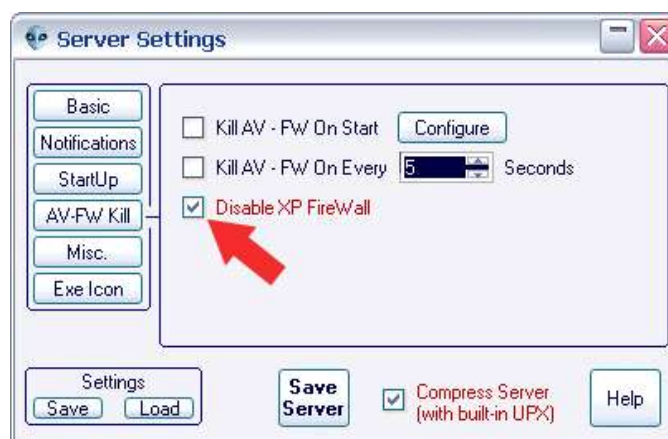 Server Settings
Basic
Notifications
StartUp
AV-FW Kill
Misc.
Exe Icon
Kill AV - FW On Start Configure
Kill AV - FW On Every 5 Seconds
Disable XP FireWall
Settings
Save Load
Save
Server
Compress Server
(with built-in UPX)
Help